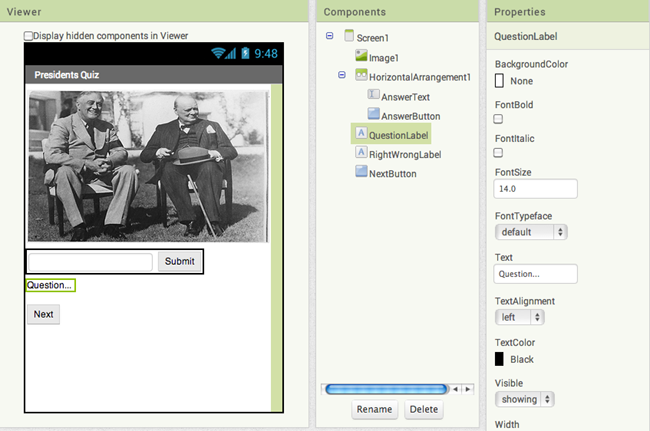 Viewer
Display hidden components in Viewer
9:48
Presidents Quiz
Submit
Question...
Next
Components
Screen1
Image1
HorizontalArrangement1
AnswerText
AnswerButton
A QuestionLabel
A RightWrongLabel
NextButton
Rename
Delete
Properties
QuestionLabel
BackgroundColor
None
FontBold
FontItalic
FontSize
14.0
FontTypeface
default
Text
Question...
TextAlignment
left
TextColor
Black
Visible
showing
Width